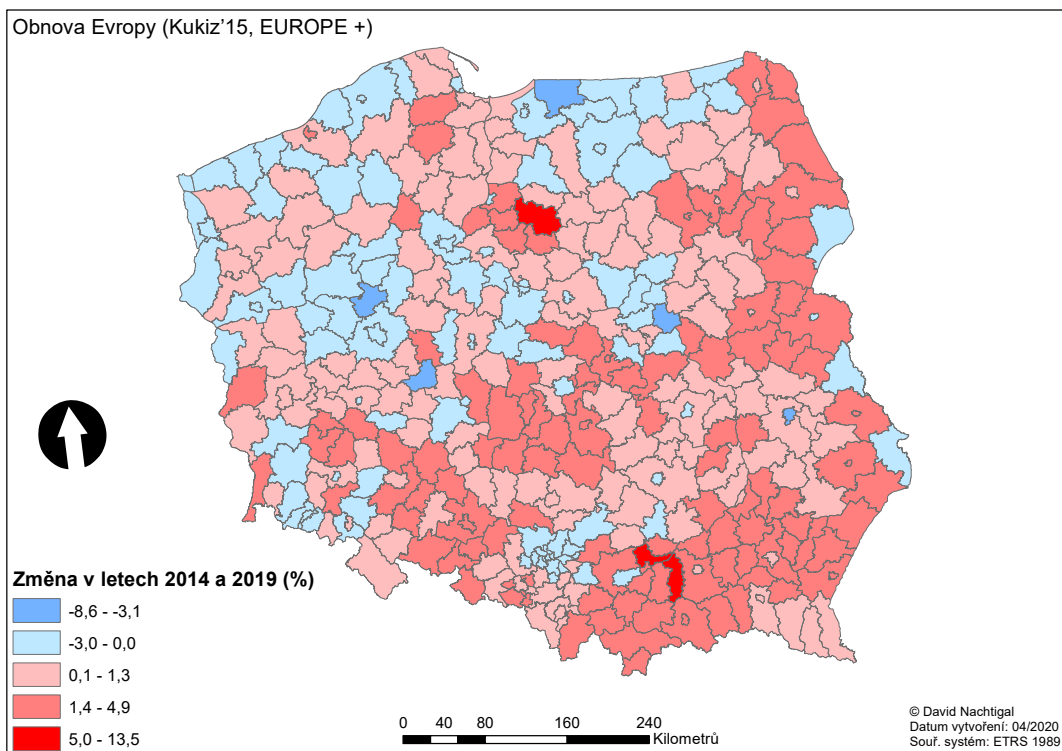 Obnova Evropy (Kukiz’15, EUROPE +)
Změna v letech 2014 a 2019 (%)
-8,6 - -3,1
-3,0 - 0,0
0,1 - 1,3
1,4 - 4,9
5,0 - 13,5
0 40 80 160 240
Kilometrů
© David Nachtigal
Datum vytvoření: 04/2020
Souř. systém: ETRS 1989